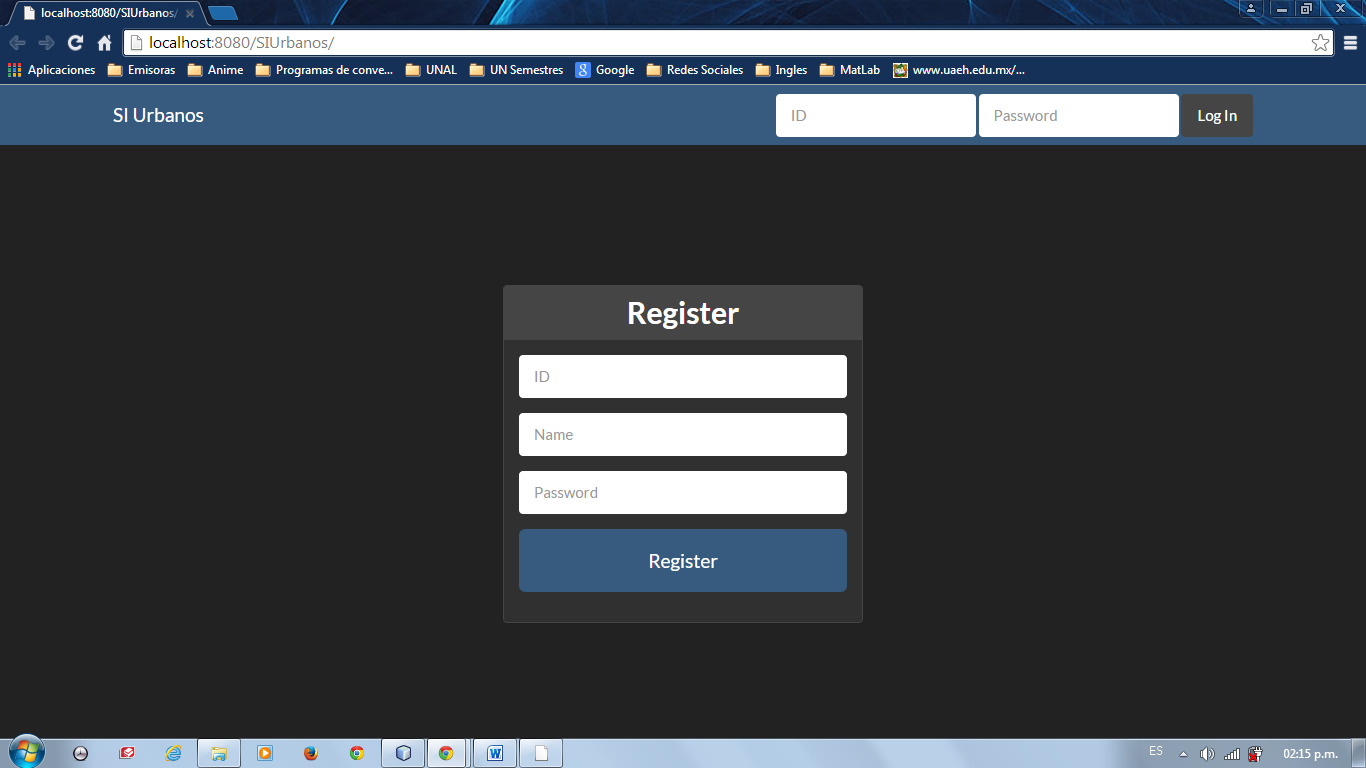 localhost:8080/SIUrbanos/
localhost:8080/SIUrbanos/
Aplicaciones Emisoras Anime Programas de conve... UNAL UN Semestres Google Redes Sociales Ingles MatLab www.uaeh.edu.mx/...
SI Urbanos ID Password Log In
Register
ID
Name
Password
Register
ES 02:15 p.m.